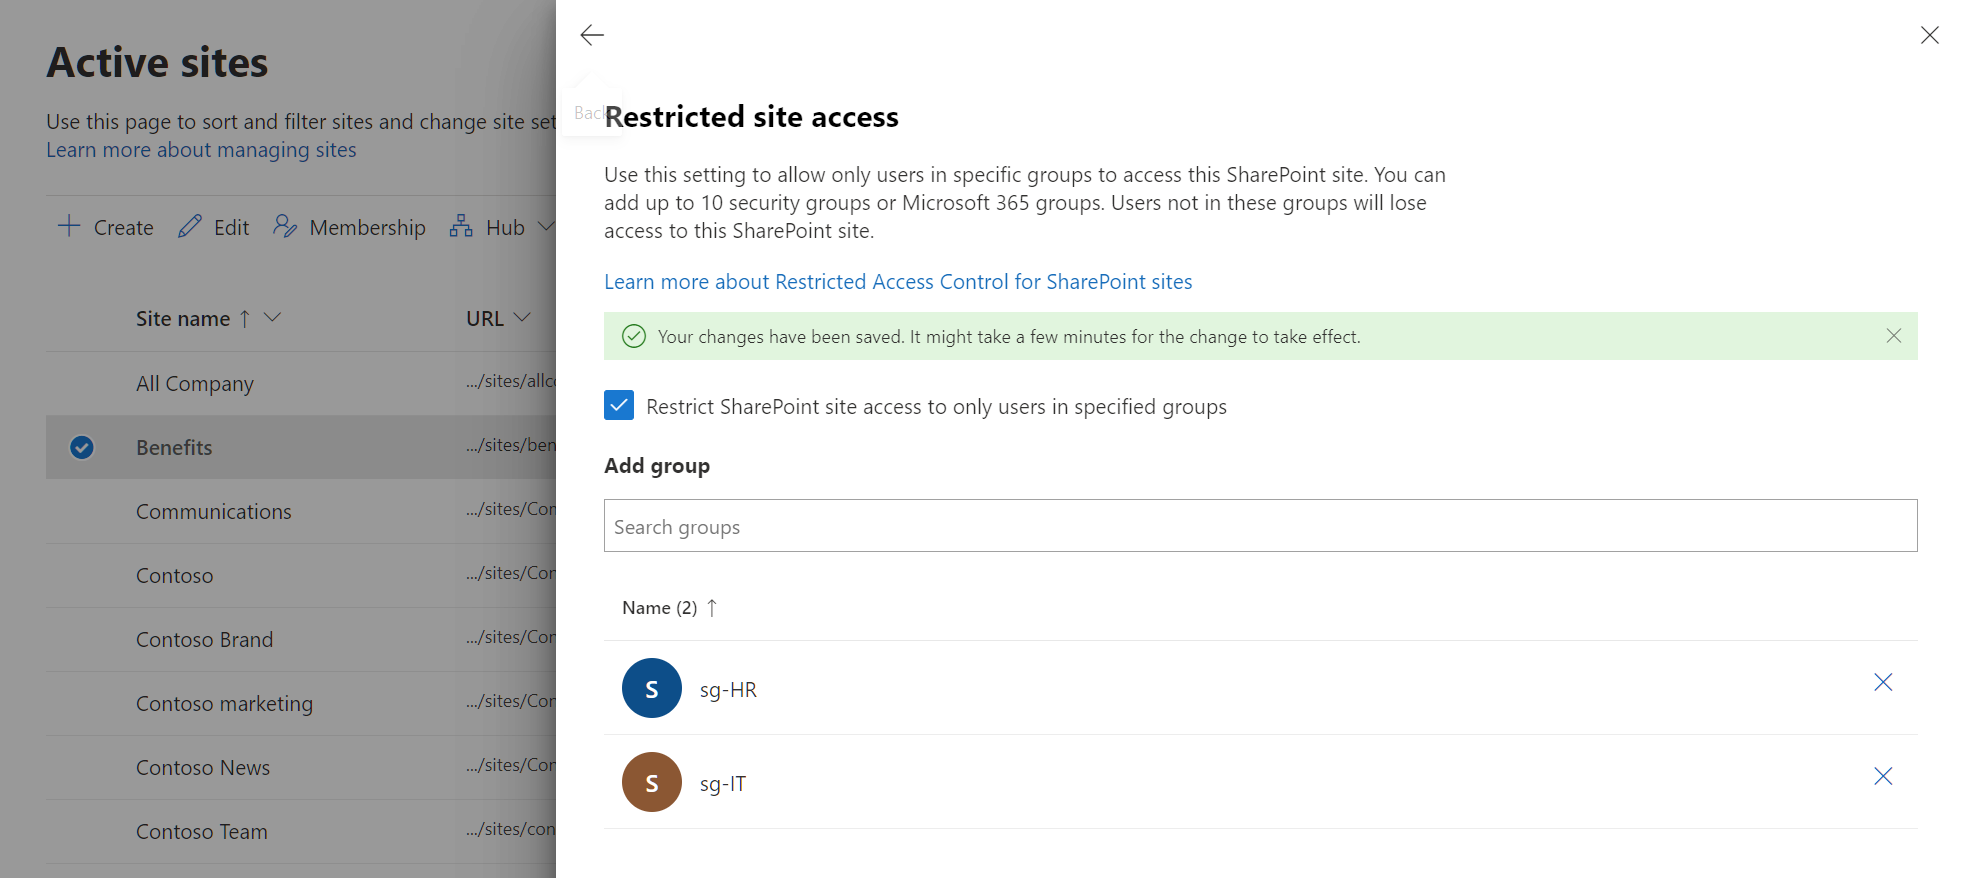 Active sites
Use this page to sort and filter sites and change site set
Learn more about managing sites
Create Edit Membership Hub
Site name URL
All Company .../sites/allc
Benefits .../sites/ben
Communications .../sites/Con
Contoso .../sites/Con
Contoso Brand .../sites/Con
Contoso marketing .../sites/Con
Contoso News .../sites/Con
Contoso Team .../sites/con
Back
Restricted site access
Use this setting to allow only users in specific groups to access this SharePoint site. You can
add up to 10 security groups or Microsoft 365 groups. Users not in these groups will lose
access to this SharePoint site.
Learn more about Restricted Access Control for SharePoint sites
Your changes have been saved. It might take a few minutes for the change to take effect.
Restrict SharePoint site access to only users in specified groups
Add group
Search groups
Name (2)
S sg-HR
S sg-IT